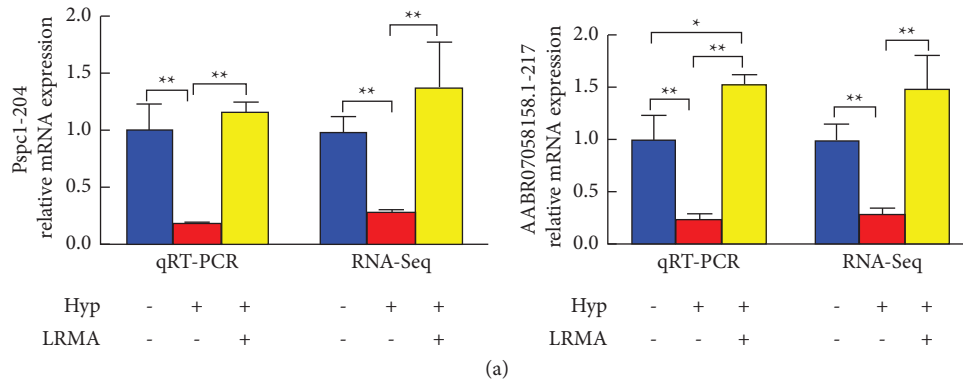 Pspc1-204
relative mRNA expression
2.0
1.5
1.0
0.5
0.0
** ** ** **
qRT-PCR RNA-Seq
Hyp - + + - + +
LRMA - - + - - +
AABR07058158.1-217
relative mRNA expression
2.0
1.5
1.0
0.5
0.0
* ** ** ** **
qRT-PCR RNA-Seq
- + + - + +
- - + - - +
(a)